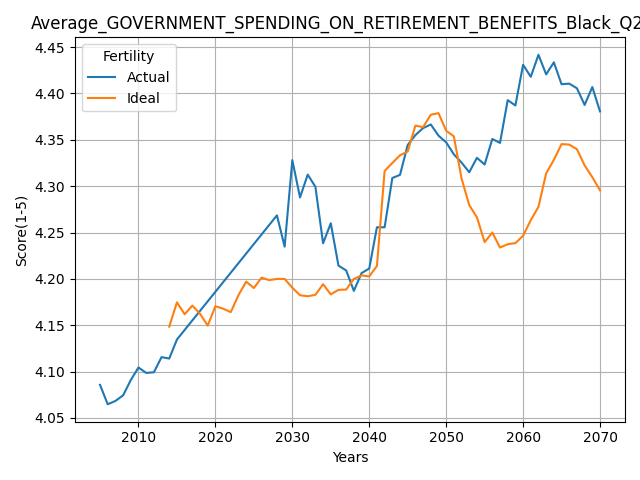 Average_GOVERNMENT_SPENDING_ON_RETIREMENT_BENEFITS_Black_Q2
Fertility
Actual
Ideal
Score(1-5)
4.45
4.40
4.35
4.30
4.25
4.20
4.15
4.10
4.05
2010 2020 2030 2040 2050 2060 2070
Years